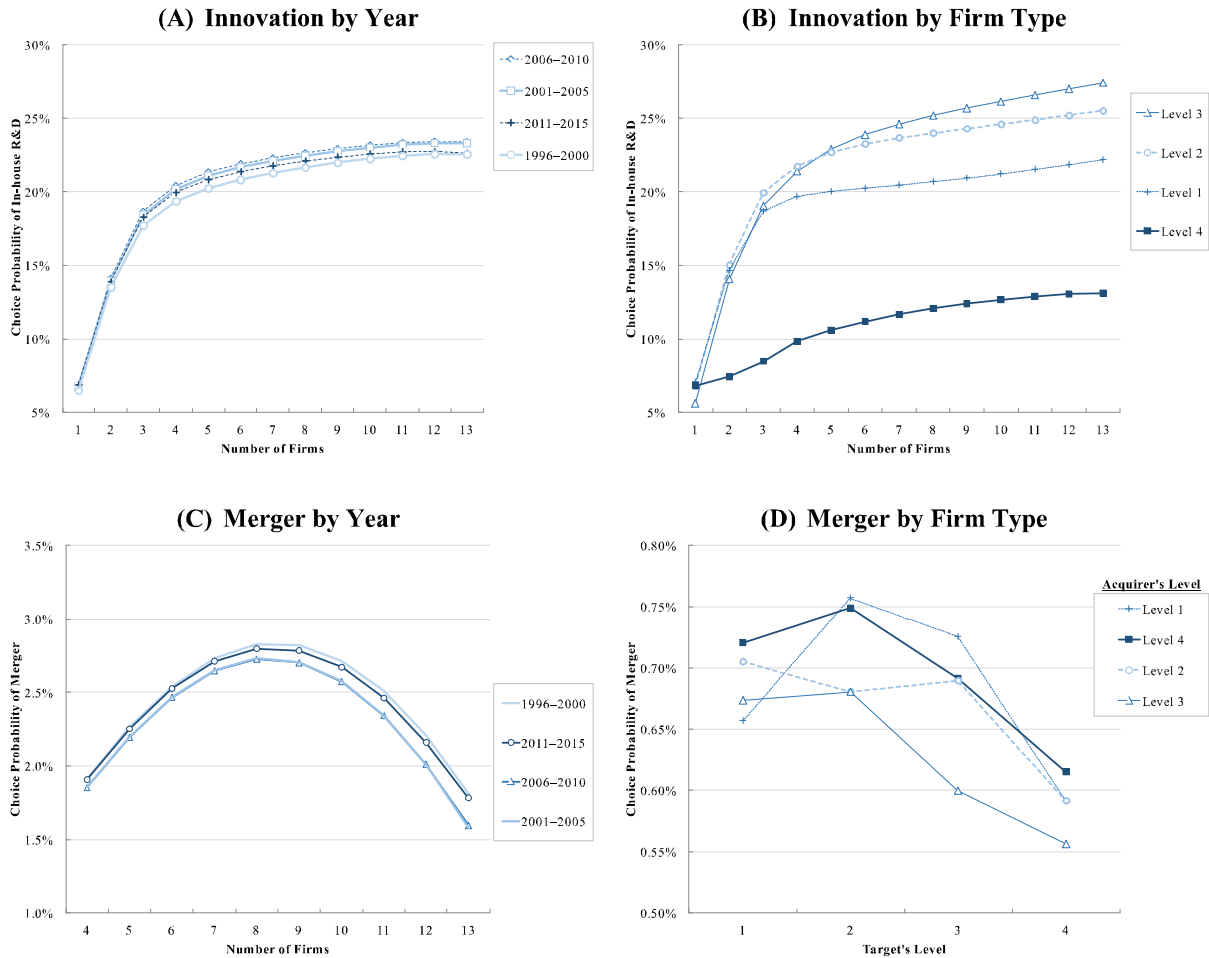 (A) Innovation by Year
30%
25%
20%
15%
10%
5%
Choice Probability of In-house R&D
1 2 3 4 5 6 7 8 9 10 11 12 13
Number of Firms
2006–2010
2001–2005
2011–2015
1996–2000
(B) Innovation by Firm Type
30%
25%
20%
15%
10%
5%
Choice Probability of In-house R&D
1 2 3 4 5 6 7 8 9 10 11 12 13
Number of Firms
Level 3
Level 2
Level 1
Level 4
(C) Merger by Year
3.5%
3.0%
2.5%
2.0%
1.5%
1.0%
Choice Probability of Merger
4 5 6 7 8 9 10 11 12 13
Number of Firms
1996–2000
2011–2015
2006–2010
2001–2005
(D) Merger by Firm Type
0.80%
0.75%
0.70%
0.65%
0.60%
0.55%
0.50%
Choice Probability of Merger
1 2 3 4
Target's Level
Acquirer's Level
Level 1
Level 4
Level 2
Level 3